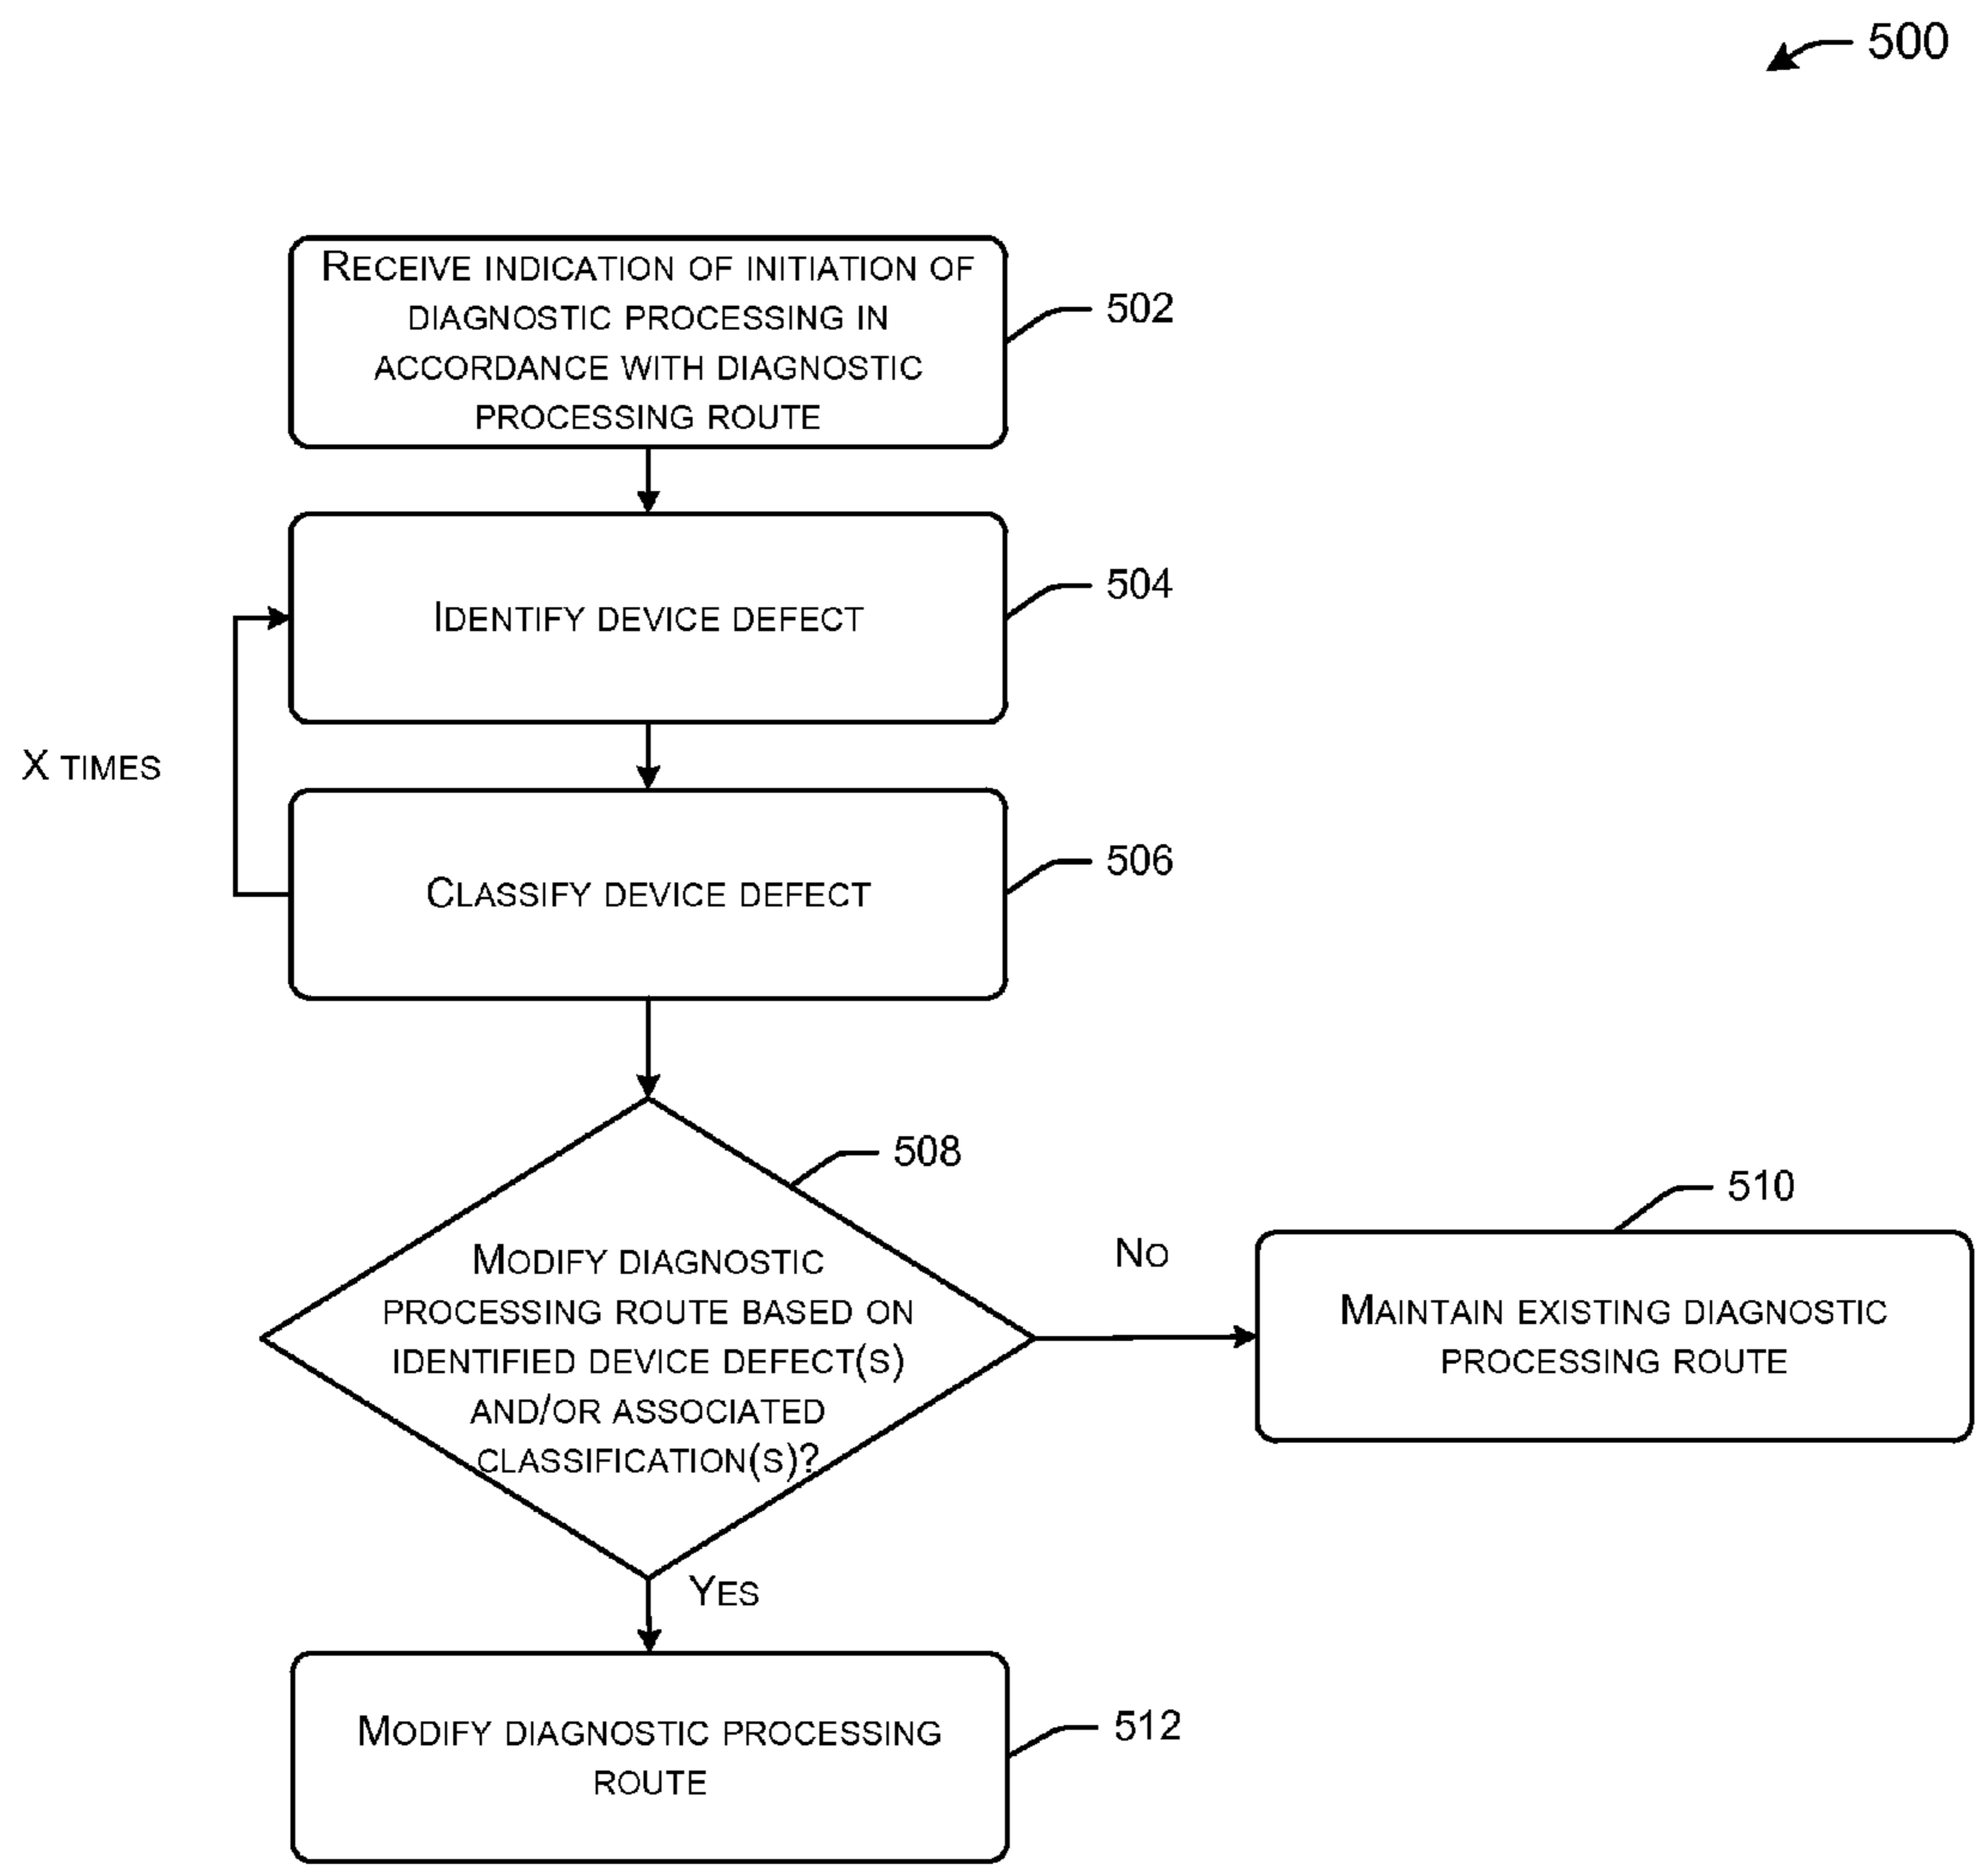 500
Receive indication of initiation of
diagnostic processing in
accordance with diagnostic
processing route
502
Identify device defect
504
X times
Classify device defect
506
508
Modify diagnostic
processing route based on
identified device defect(s)
and/or associated
classification(s)?
No
510
Maintain existing diagnostic
processing route
Yes
Modify diagnostic processing
route
512